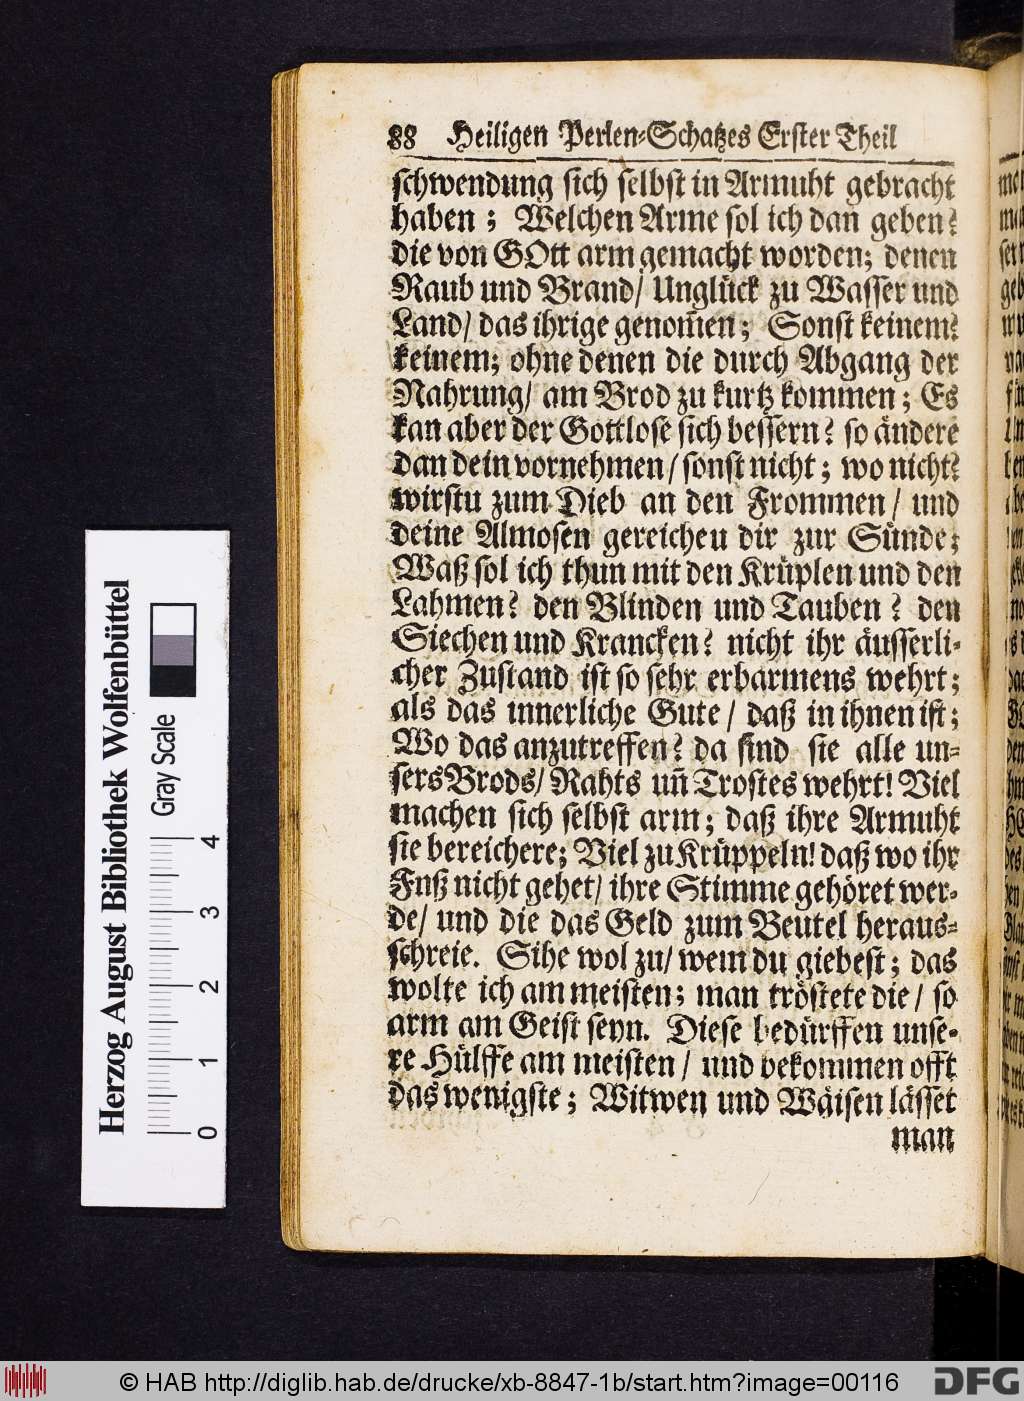 88 Heiligen Perlen-Schatzes Erster Theil
schwendung sich selbst in Armuht gebracht
haben; Welchen Arme sol ich dan geben?
die von GOtt arm gemacht worden; denen
Raub und Brand/ Unglück zu Wasser und
Land/ das ihrige genom̃en; Sonst keinem?
keinem; ohne denen die durch Abgang der
Nahrung/ am Brod zu kurtz kommen; Es
kan aber der Gottlose sich bessern? so ändere
dan dein vornehmen/ sonst nicht; wo nicht?
wirstu zum Dieb an den Frommen/ und
deine Almosen gereicheu dir zur Sünde;
Waß sol ich thun mit den Krüplen und den
Lahmen? den Blinden und Tauben? den
Siechen und Krancken? nicht ihr äusserli-
cher Zustand ist so sehr erbarmens wehrt;
als das innerliche Gute/ daß in ihnen ist;
Wo das anzutreffen? da sind sie alle un-
sers Brods/ Rahts uñ Trostes wehrt! Viel
machen sich selbst arm; daß ihre Armuht
sie bereichere; Viel zu Krüppeln! daß wo ihr
Fuß nicht gehet/ ihre Stimme gehöret wer-
de/ und die das Geld zum Beutel heraus-
schreie. Sihe wol zu/ wem du giebest; das
wolte ich am meisten; man tröstete die/ so
arm am Geist seyn. Diese bedürffen unse-
re Hülffe am meisten/ und bekommen offt
das wenigste; Witwen und Wäisen lässet
man
Herzog August Bibliothek Wolfenbüttel
Gray Scale
0 1 2 3 4
© HAB http://diglib.hab.de/drucke/xb-8847-1b/start.htm?image=00116
DFG